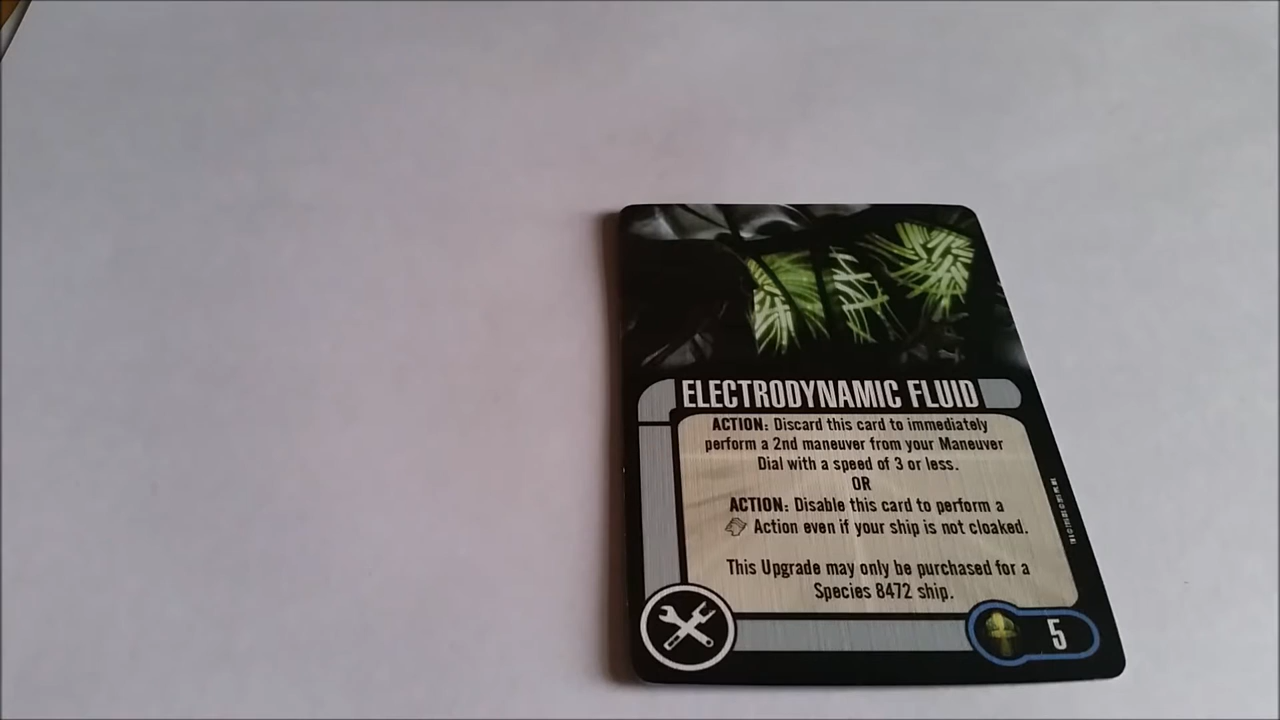 ELECTRODYNAMIC FLUID
ACTION: Discard this card to immediately
perform a 2nd maneuver from your Maneuver
Dial with a speed of 3 or less.
OR
ACTION: Disable this card to perform a
Action even if your ship is not cloaked.
This Upgrade may only be purchased for a
Species 8472 ship.
5